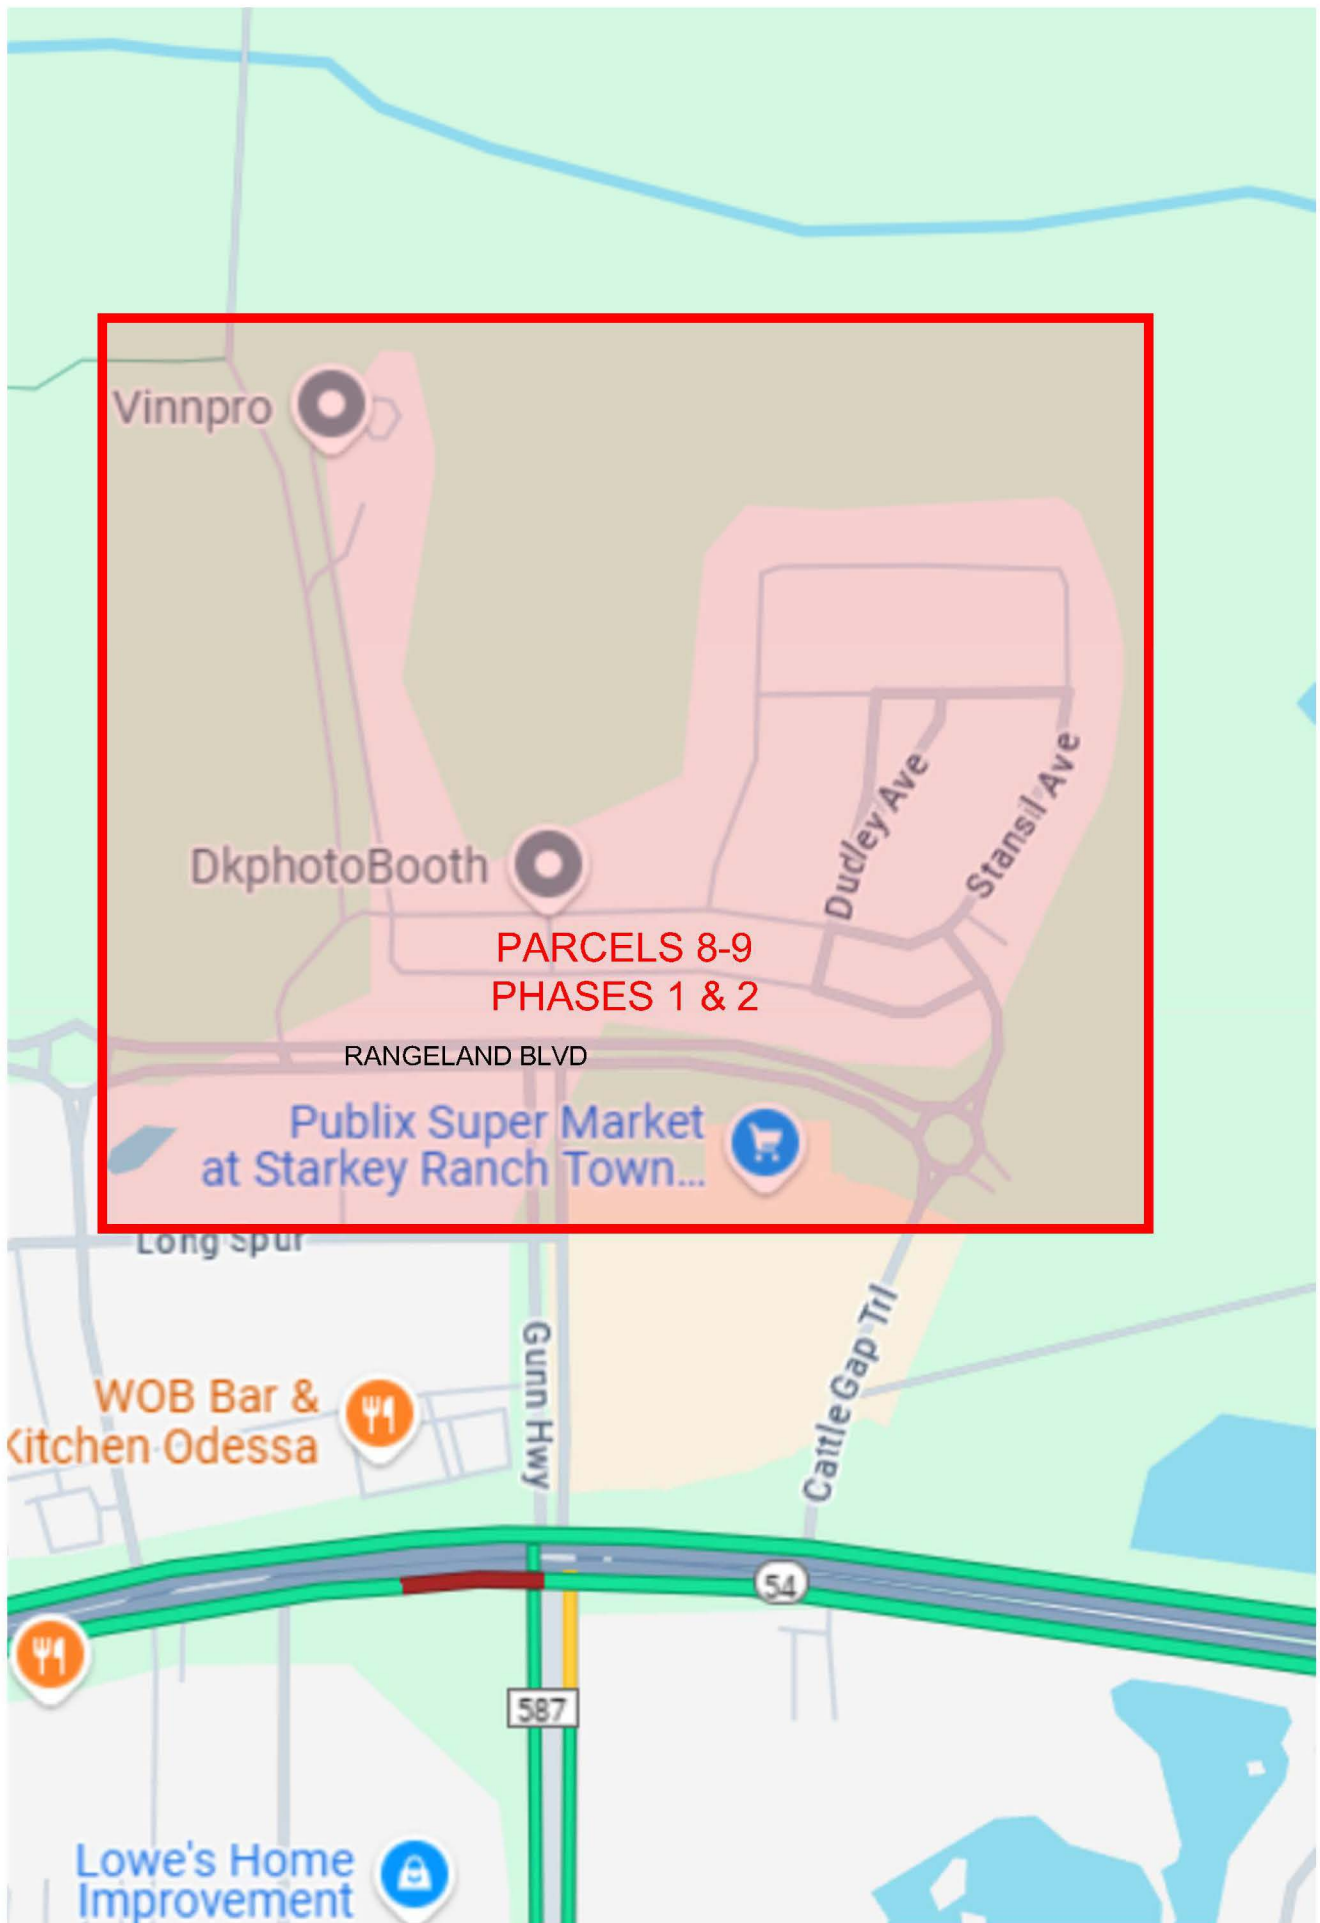 Vinnpro
Dudley Ave
Stansil Ave
DkphotoBooth
PARCELS 8-9
PHASES 1 & 2
RANGELAND BLVD
Publix Super Market
at Starkey Ranch Town...
Long Spur
Gunn Hwy
Cattle Gap Trl
WOB Bar &
Kitchen Odessa
54
587
Lowe's Home
Improvement